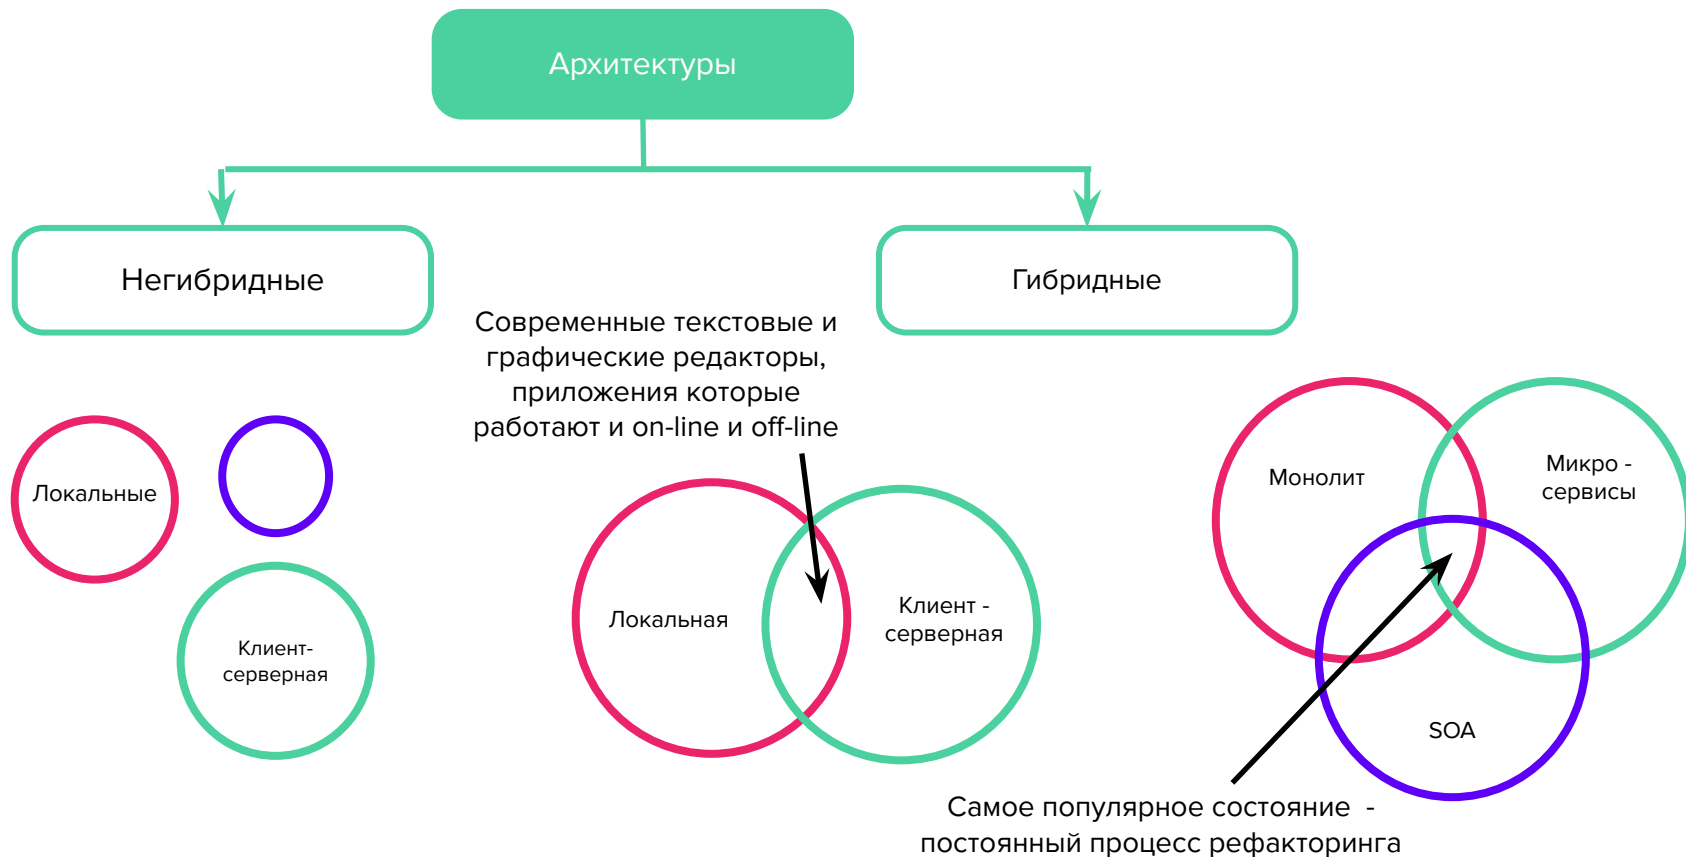 Архитектуры
Негибридные
Гибридные
Современные текстовые и
графические редакторы,
приложения которые
работают и on-line и off-line
Локальные
Клиент-
серверная
Локальная
Клиент -
серверная
Монолит
Микро -
сервисы
SOA
Самое популярное состояние -
постоянный процесс рефакторинга